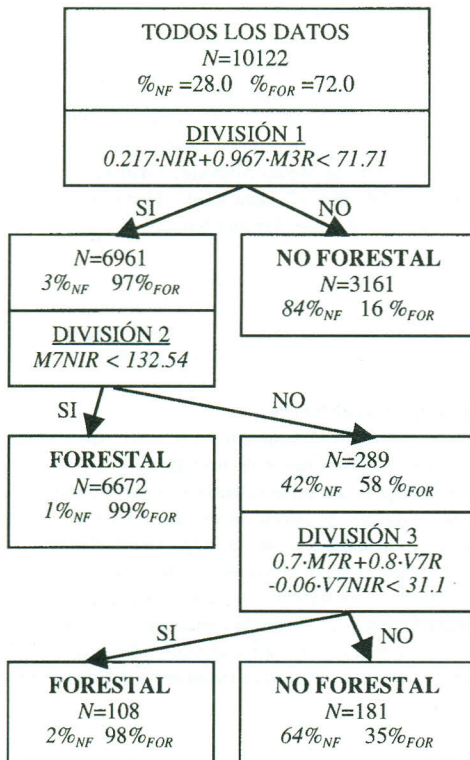 TODOS LOS DATOS
N=10122
%NF =28.0 %FOR =72.0
DIVISIÓN 1
0.217·NIR+0.967·M3R< 71.71
SI
NO
N=6961
3%NF 97%FOR
DIVISIÓN 2
M7NIR < 132.54
NO FORESTAL
N=3161
84%NF 16 %FOR
SI
NO
FORESTAL
N=6672
1%NF 99%FOR
N=289
42%NF 58 %FOR
DIVISIÓN 3
0.7·M7R+0.8·V7R
-0.06·V7NIR< 31.1
SI
NO
FORESTAL
N=108
2%NF 98%FOR
NO FORESTAL
N=181
64%NF 35%FOR